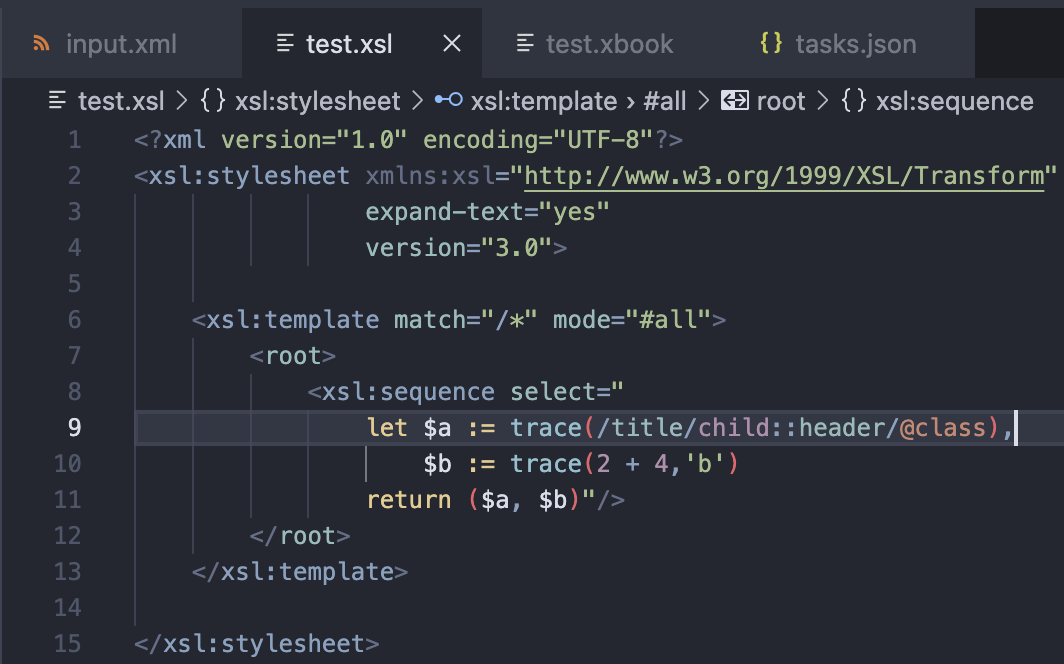 input.xml test.xsl test.xbook tasks.json
test.xsl > {} xsl:stylesheet > xsl:template › #all > root > {} xsl:sequence
1 <?xml version="1.0" encoding="UTF-8"?>
2 <xsl:stylesheet xmlns:xsl="http://www.w3.org/1999/XSL/Transform"
3 expand-text="yes"
4 version="3.0">
5
6 <xsl:template match="/*" mode="#all">
7 <root>
8 <xsl:sequence select="
9 let $a := trace(/title/child::header/@class),
10 $b := trace(2 + 4,'b')
11 return ($a, $b)"/>
12 </root>
13 </xsl:template>
14
15 </xsl:stylesheet>